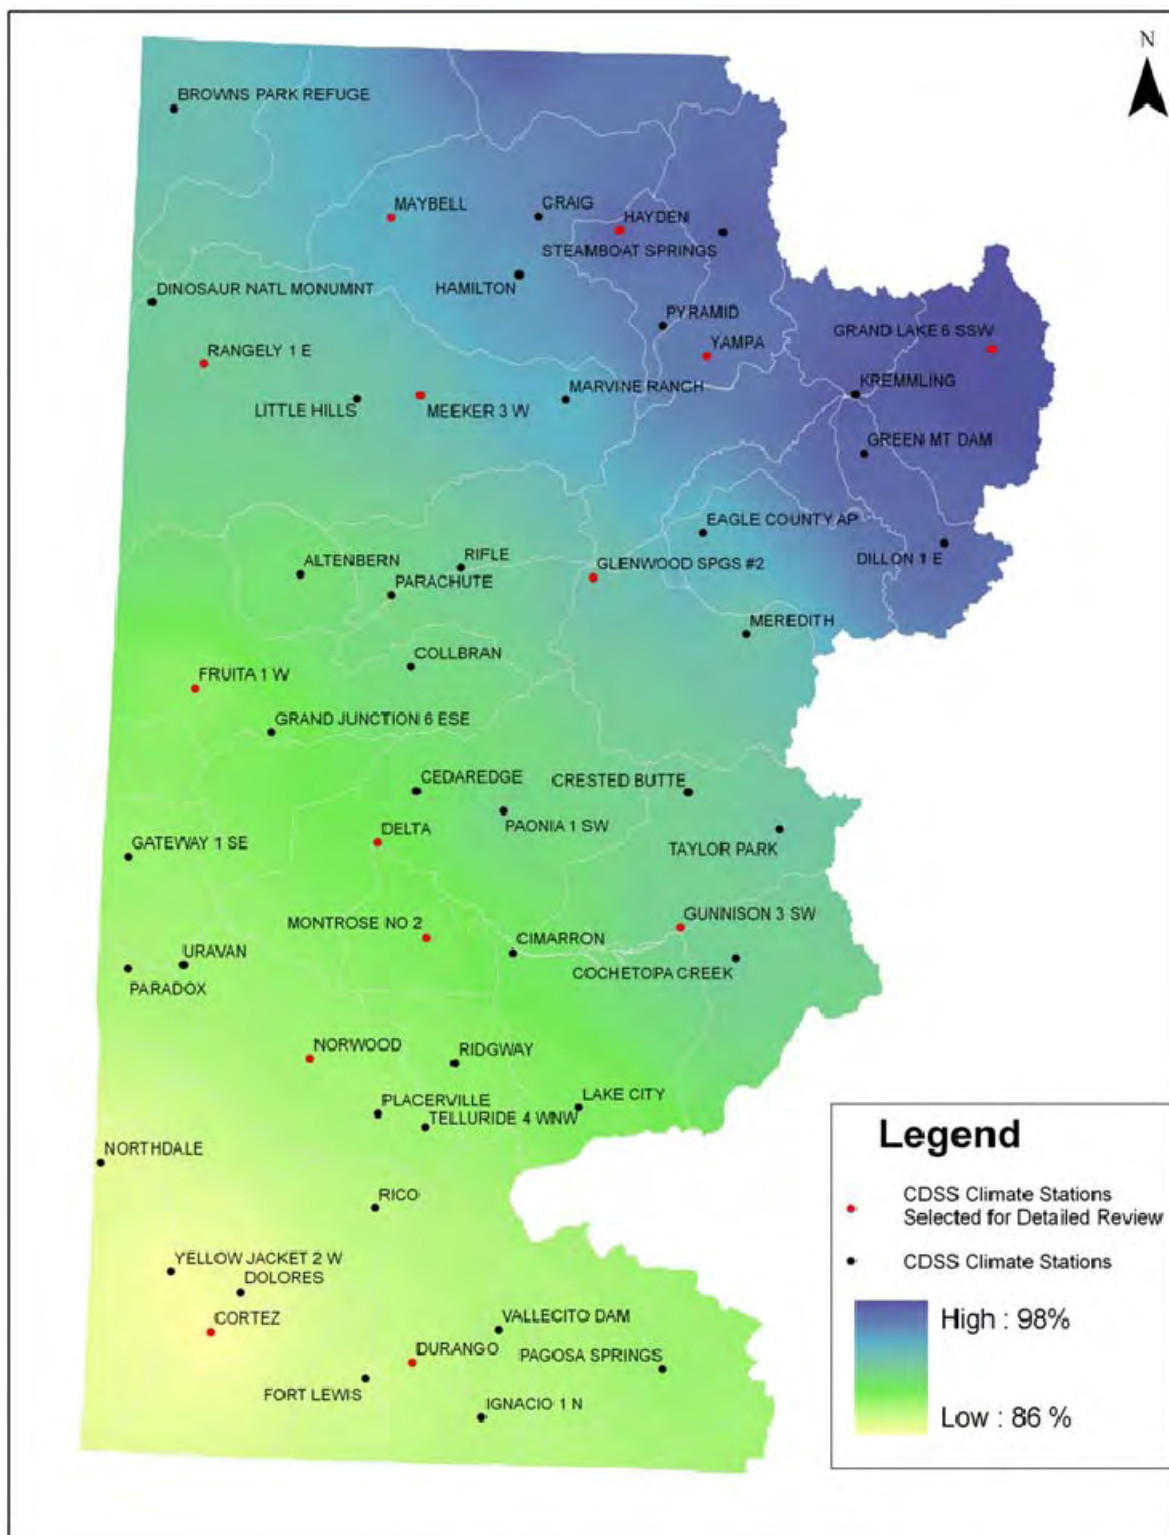 N
BROWNS PARK REFUGE
MAYBELL
CRAIG
HAYDEN
STEAMBOAT SPRINGS
DINOSAUR NATL MONUMNT
HAMILTON
PYRAMID
GRAND LAKE 6 SSW
RANGELY 1 E
YAMPA
KREMMLING
LITTLE HILLS
MEEKER 3 W
MARVINE RANCH
GREEN MT DAM
EAGLE COUNTY AP
ALTENBERN
RIFLE
GLENWOOD SPGS #2
DILLON 1 E
PARACHUTE
MEREDITH
COLLBRAN
FRUITA 1 W
GRAND JUNCTION 6 ESE
CEDAREDGE
CRESTED BUTTE
DELTA
PAONIA 1 SW
GATEWAY 1 SE
TAYLOR PARK
MONTROSE NO 2
GUNNISON 3 SW
CIMARRON
URAVAN
COCHETOPA CREEK
PARADOX
NORWOOD
RIDGWAY
PLACERVILLE
LAKE CITY
TELLURIDE 4 WNW
NORTHDALE
RICO
YELLOW JACKET 2 W
DOLORES
CORTEZ
VALLECITO DAM
DURANGO
PAGOSA SPRINGS
FORT LEWIS
IGNACIO 1 N
Legend
CDSS Climate Stations
Selected for Detailed Review
CDSS Climate Stations
High : 98%
Low : 86 %